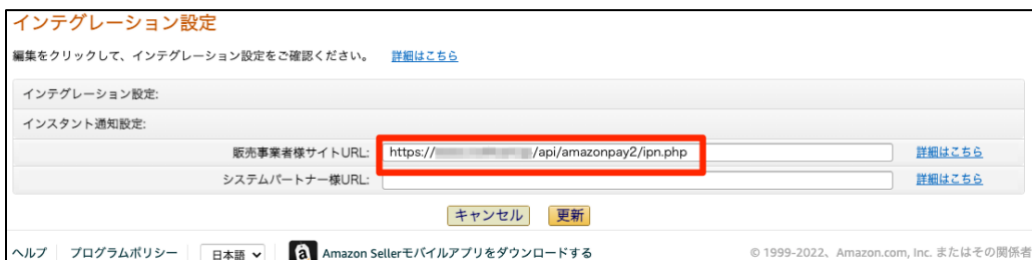 インテグレーション設定
編集をクリックして、インテグレーション設定をご確認ください。 詳細はこちら
インテグレーション設定:
インスタント通知設定:
販売事業者様サイトURL: https:// /api/amazonpay2/ipn.php 詳細はこちら
システムパートナー様URL: 詳細はこちら
キャンセル 更新
ヘルプ プログラムポリシー 日本語 a Amazon Sellerモバイルアプリをダウンロードする © 1999-2022、Amazon.com, Inc. またはその関係者